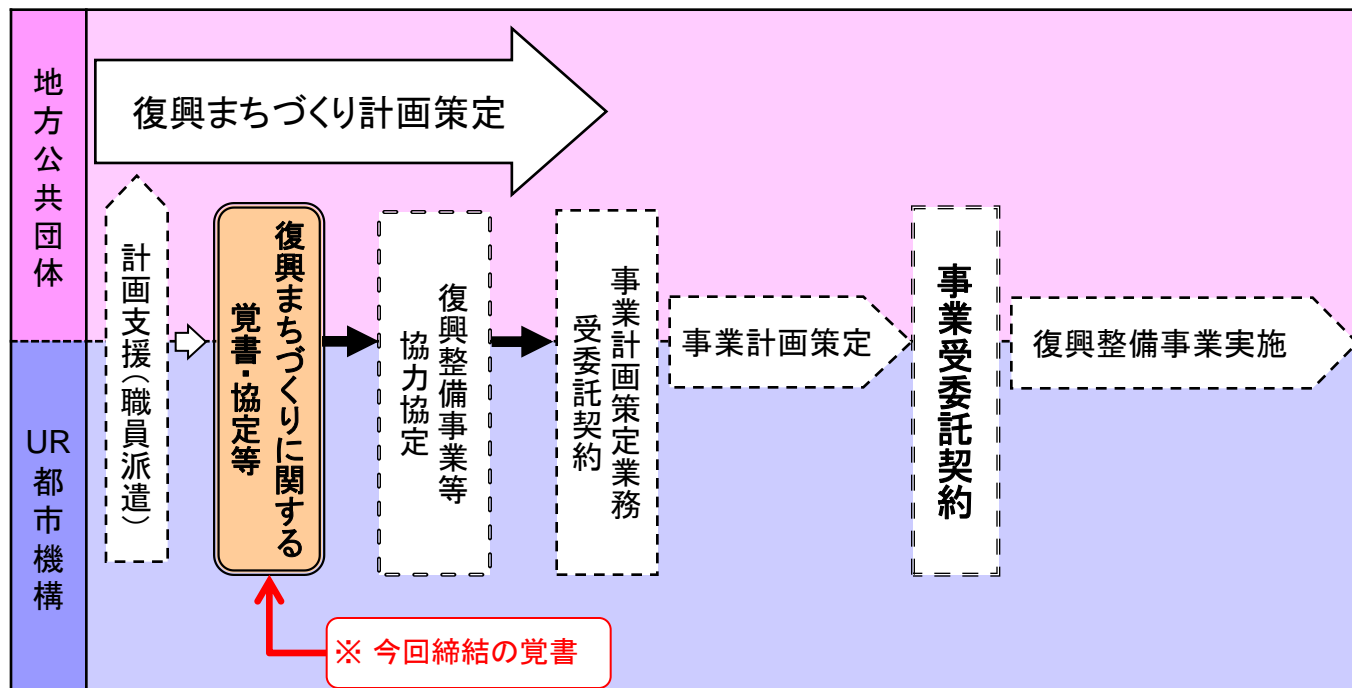 地方公共団体
復興まちづくり計画策定
計画支援（職員派遣）
復興まちづくりに関する
覚書・協定等
復興整備事業等
協力協定
事業計画策定業務
受委託契約
事業計画策定
事業受委託契約
復興整備事業実施
UR都市機構
※ 今回締結の覚書